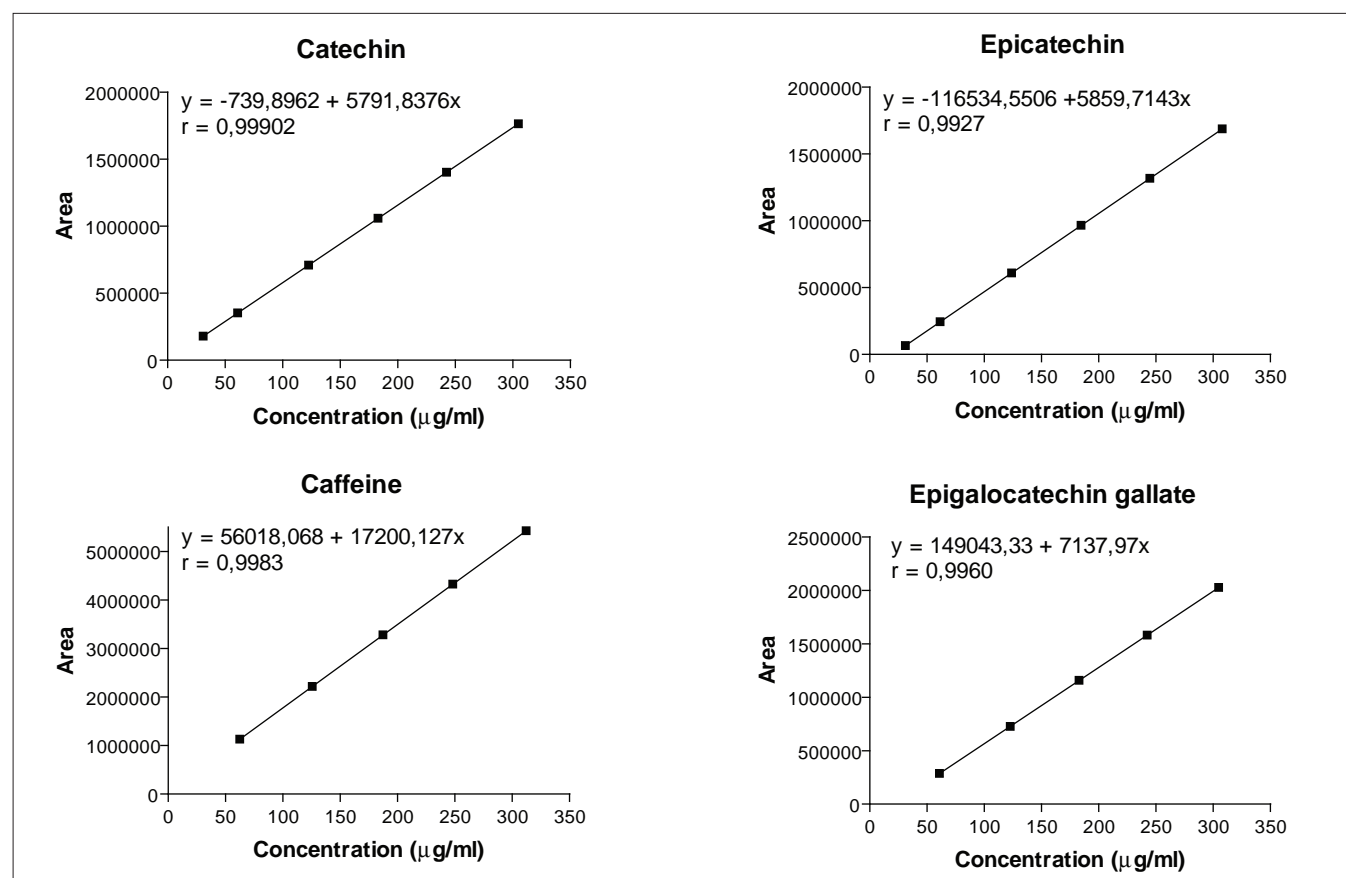 Catechin
y = -739,8962 + 5791,8376x
r = 0,99902
2000000
1500000
1000000
500000
0
Area
0 50 100 150 200 250 300 350
Concentration (μg/ml)
Epicatechin
y = -116534,5506 +5859,7143x
r = 0,9927
2000000
1500000
1000000
500000
0
Area
0 50 100 150 200 250 300 350
Concentration (μg/ml)
Caffeine
y = 56018,068 + 17200,127x
r = 0,9983
5000000
4000000
3000000
2000000
1000000
0
Area
0 50 100 150 200 250 300 350
Concentration (μg/ml)
Epigalocatechin gallate
y = 149043,33 + 7137,97x
r = 0,9960
2500000
2000000
1500000
1000000
500000
0
Area
0 50 100 150 200 250 300 350
Concentration (μg/ml)